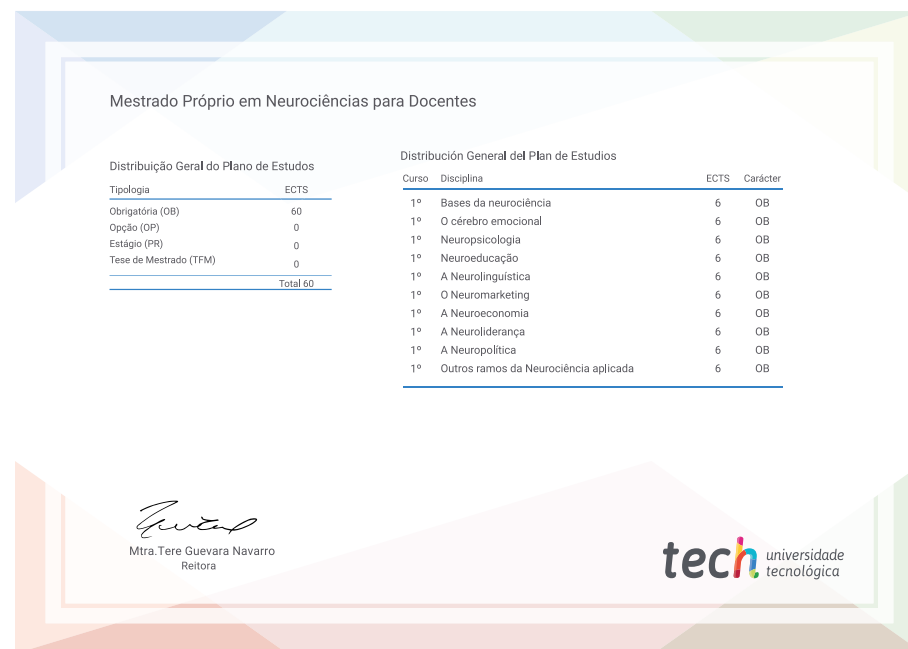 Mestrado Próprio em Neurociências para Docentes
Distribuição Geral do Plano de Estudos
Tipologia ECTS
Obrigatória (OB) 60
Opção (OP) 0
Estágio (PR) 0
Tese de Mestrado (TFM) 0
Total 60
Distribución General del Plan de Estudios
Curso Disciplina ECTS Carácter
1º Bases da neurociência 6 OB
1º O cérebro emocional 6 OB
1º Neuropsicologia 6 OB
1º Neuroeducação 6 OB
1º A Neurolinguística 6 OB
1º O Neuromarketing 6 OB
1º A Neuroeconomia 6 OB
1º A Neuroliderança 6 OB
1º A Neuropolítica 6 OB
1º Outros ramos da Neurociência aplicada 6 OB
Mtra.Tere Guevara Navarro
Reitora
tech universidade
tecnológica